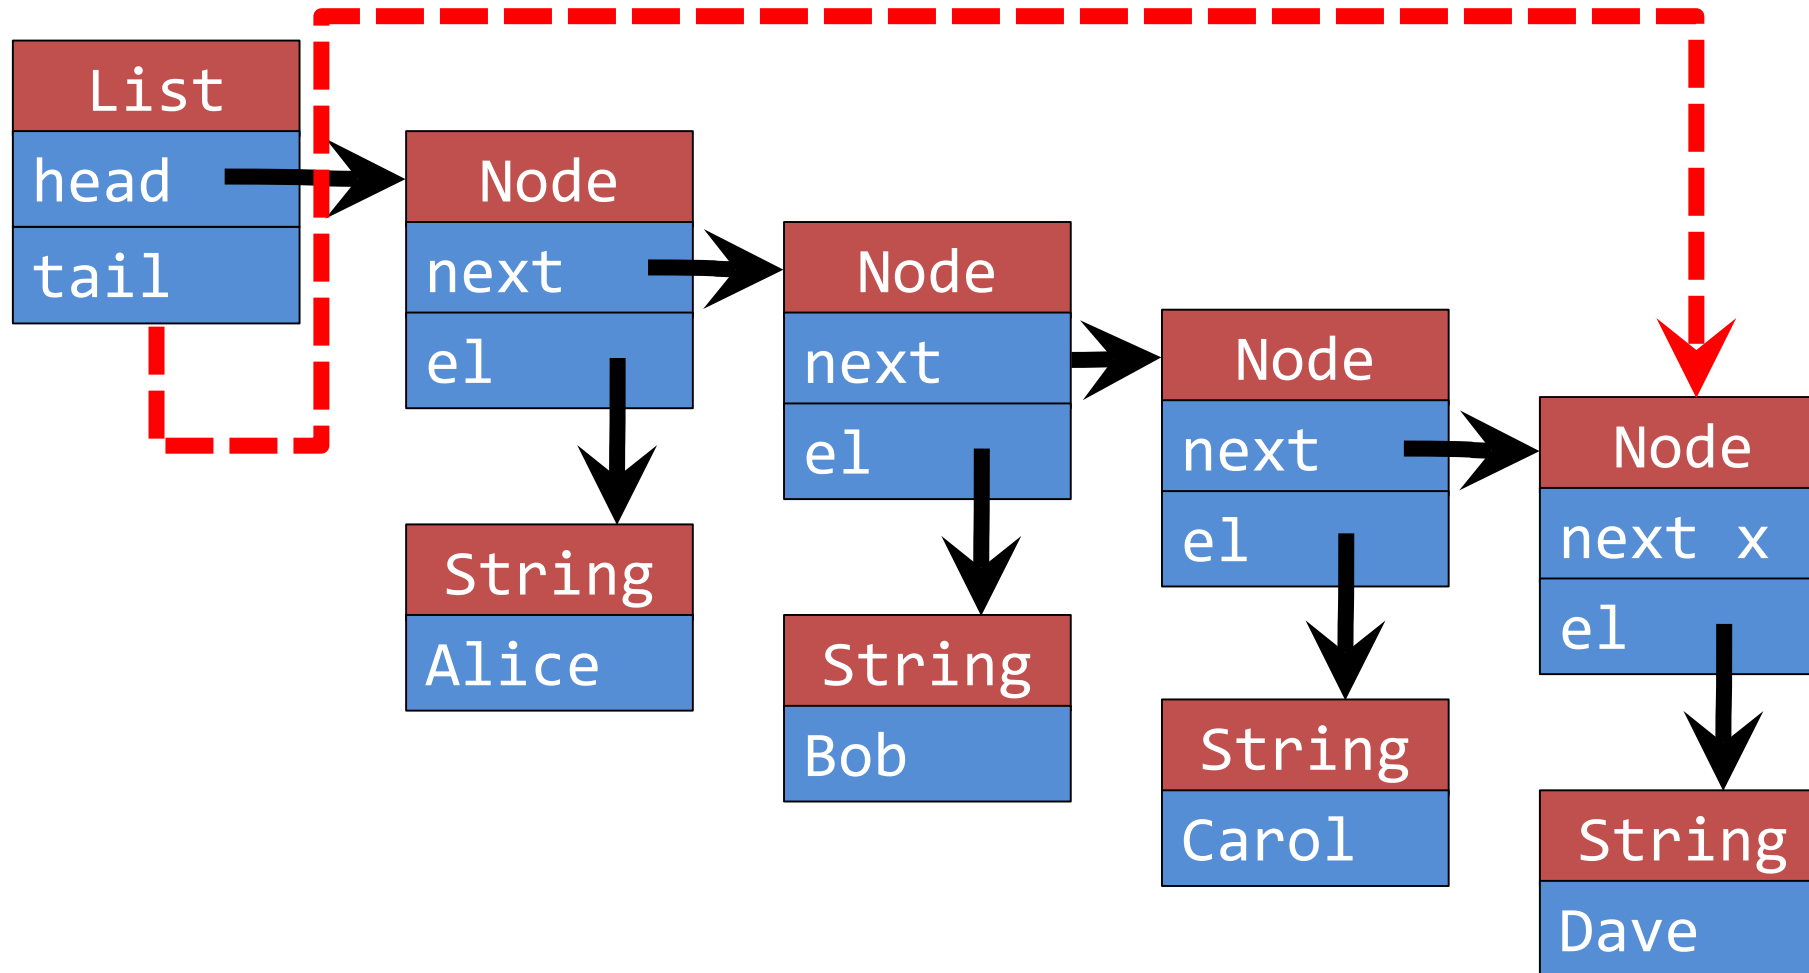 List
head
tail
Node
next
el
String
Alice
Node
next
el
String
Bob
Node
next
el
String
Carol
Node
next x
el
String
Dave